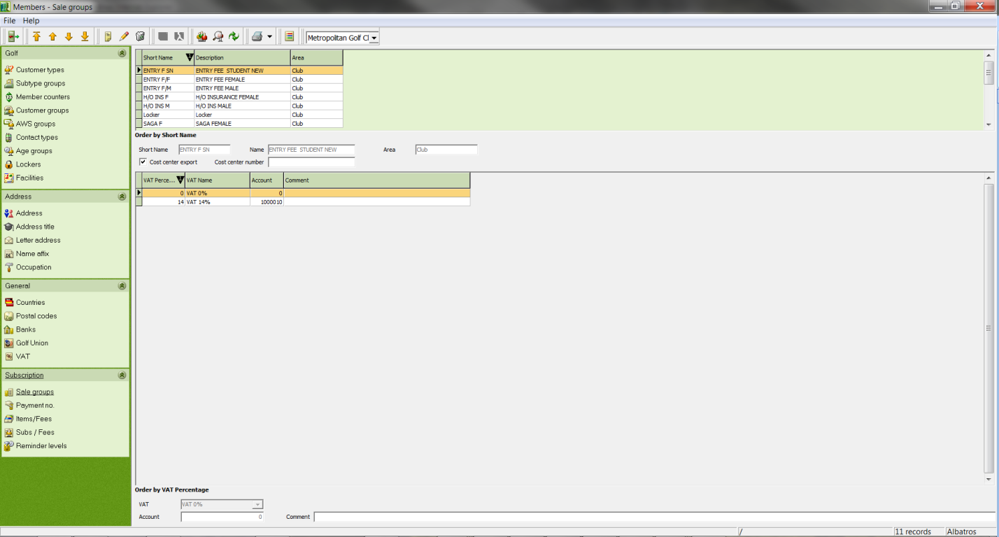 Members - Sale groups
File Help
Metropolitan Golf Cl
Golf
Customer types
Subtype groups
Member counters
Customer groups
AWS groups
Contact types
Age groups
Lockers
Facilities
Address
Address
Address title
Letter address
Name affix
Occupation
General
Countries
Postal codes
Banks
Golf Union
VAT
Subscription
Sale groups
Payment no.
Items/Fees
Subs / Fees
Reminder levels
Short Name Description Area
ENTRY F SN ENTRY FEE STUDENT NEW Club
ENTRY F/F ENTRY FEE FEMALE Club
ENTRY F/M ENTRY FEE MALE Club
H/O INS F H/O INSURANCE FEMALE Club
H/O INS M H/O INS MALE Club
Locker Locker Club
SAGA F SAGA FEMALE Club
Order by Short Name
Short Name ENTRY F SN Name ENTRY FEE STUDENT NEW Area Club
Cost center export Cost center number
VAT Perce... VAT Name Account Comment
0 VAT 0% 0
14 VAT 14% 1000010
Order by VAT Percentage
VAT VAT 0%
Account 0 Comment
/ 11 records Albatros